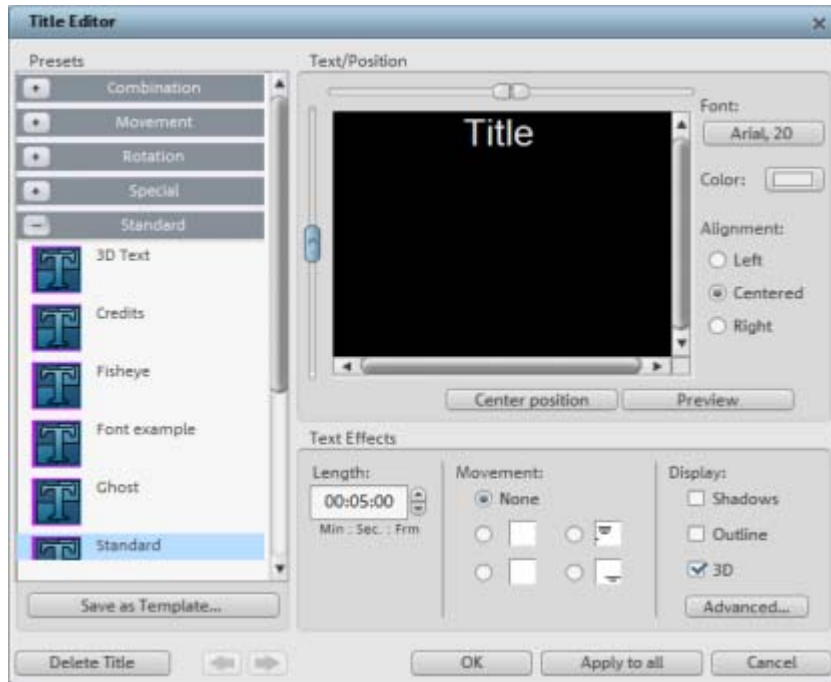 Title Editor
Presets
Combination
Movement
Rotation
Special
Standard
3D Text
Credits
Fisheye
Font example
Ghost
Standard
Save as Template...
Text/Position
Title
Font:
Arial, 20
Color:
Alignment:
Left
Centered
Right
Center position
Preview
Text Effects
Length:
00:05:00
Min : Sec. : Frm
Movement:
None
Display:
Shadows
Outline
3D
Advanced...
Delete Title
OK
Apply to all
Cancel